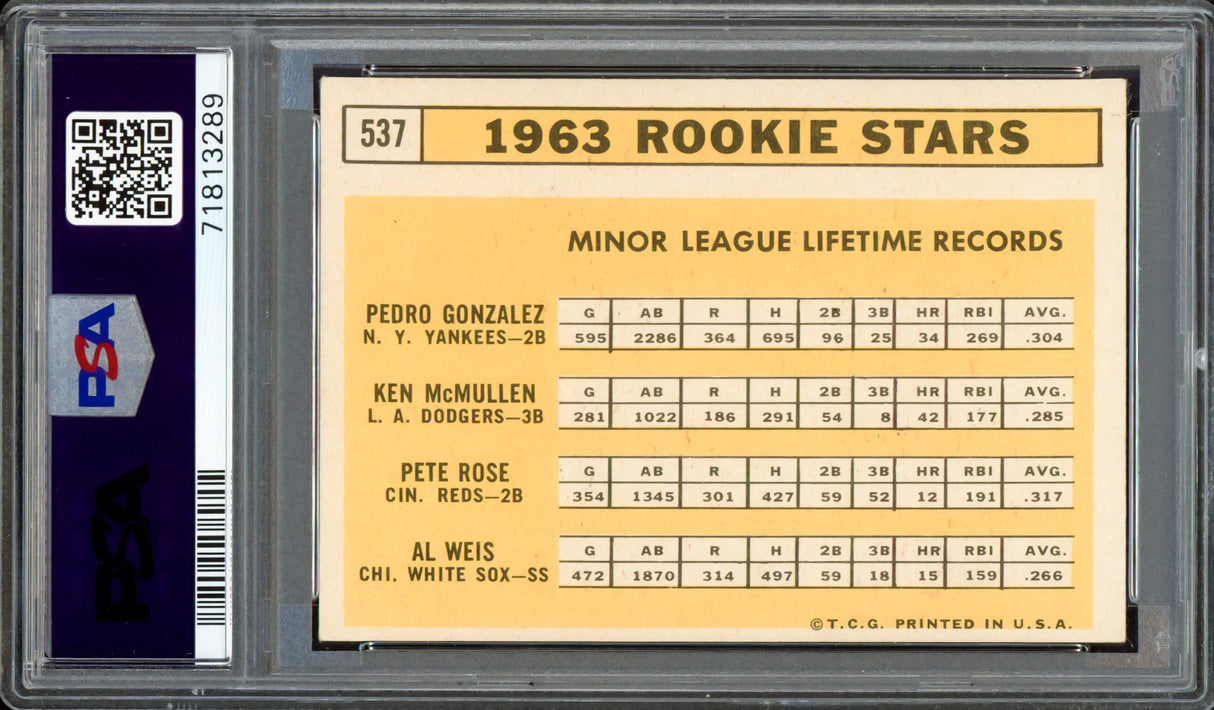 71813289
PSA
PSA
537 1963 ROOKIE STARS
MINOR LEAGUE LIFETIME RECORDS
PEDRO GONZALEZ G AB R H 2B 3B HR RBI AVG.
N. Y. YANKEES—2B 595 2286 364 695 96 25 34 269 .304
KEN McMULLEN G AB R H 2B 3B HR RBI AVG.
L. A. DODGERS—3B 281 1022 186 291 54 8 42 177 .285
PETE ROSE G AB R H 2B 3B HR RBI AVG.
CIN. REDS—2B 354 1345 301 427 59 52 12 191 .317
AL WEIS G AB R H 2B 3B HR RBI AVG.
CHI. WHITE SOX—SS 472 1870 314 497 59 18 15 159 .266
© T.C.G. PRINTED IN U.S.A.
PSA